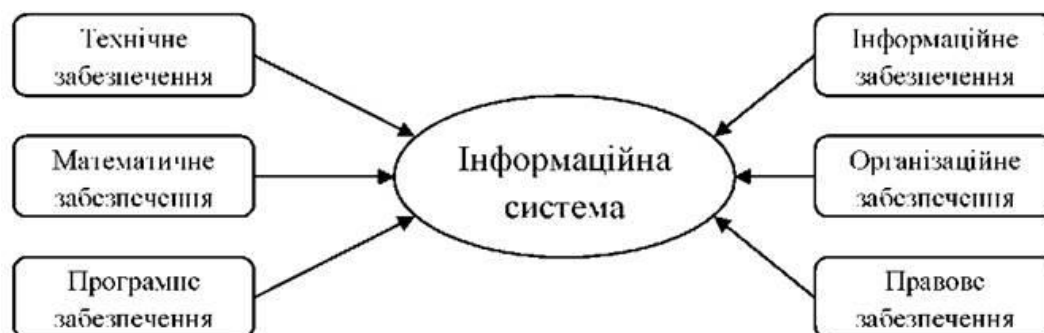 Технічне
забезпечення
Математичне
забезпечення
Програмне
забезпечення
Інформаційна
система
Інформаційне
забезпечення
Організаційне
забезпечення
Правове
забезпечення